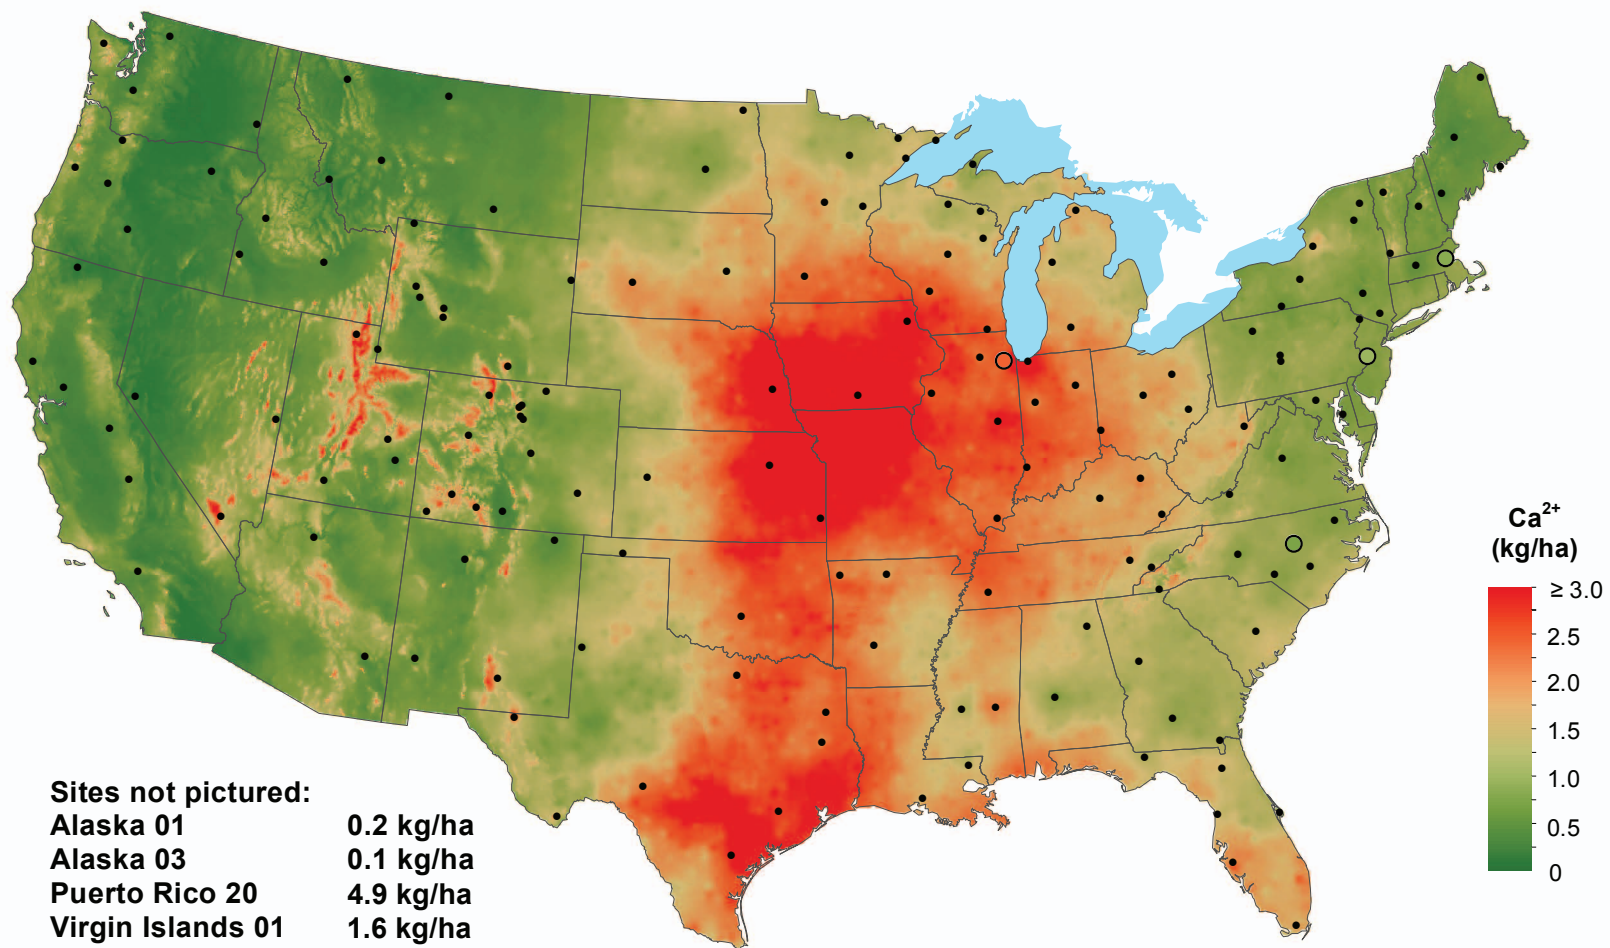 Ca²⁺
(kg/ha)
≥ 3.0
2.5
2.0
1.5
1.0
0.5
0
Sites not pictured:
Alaska 01 0.2 kg/ha
Alaska 03 0.1 kg/ha
Puerto Rico 20 4.9 kg/ha
Virgin Islands 01 1.6 kg/ha